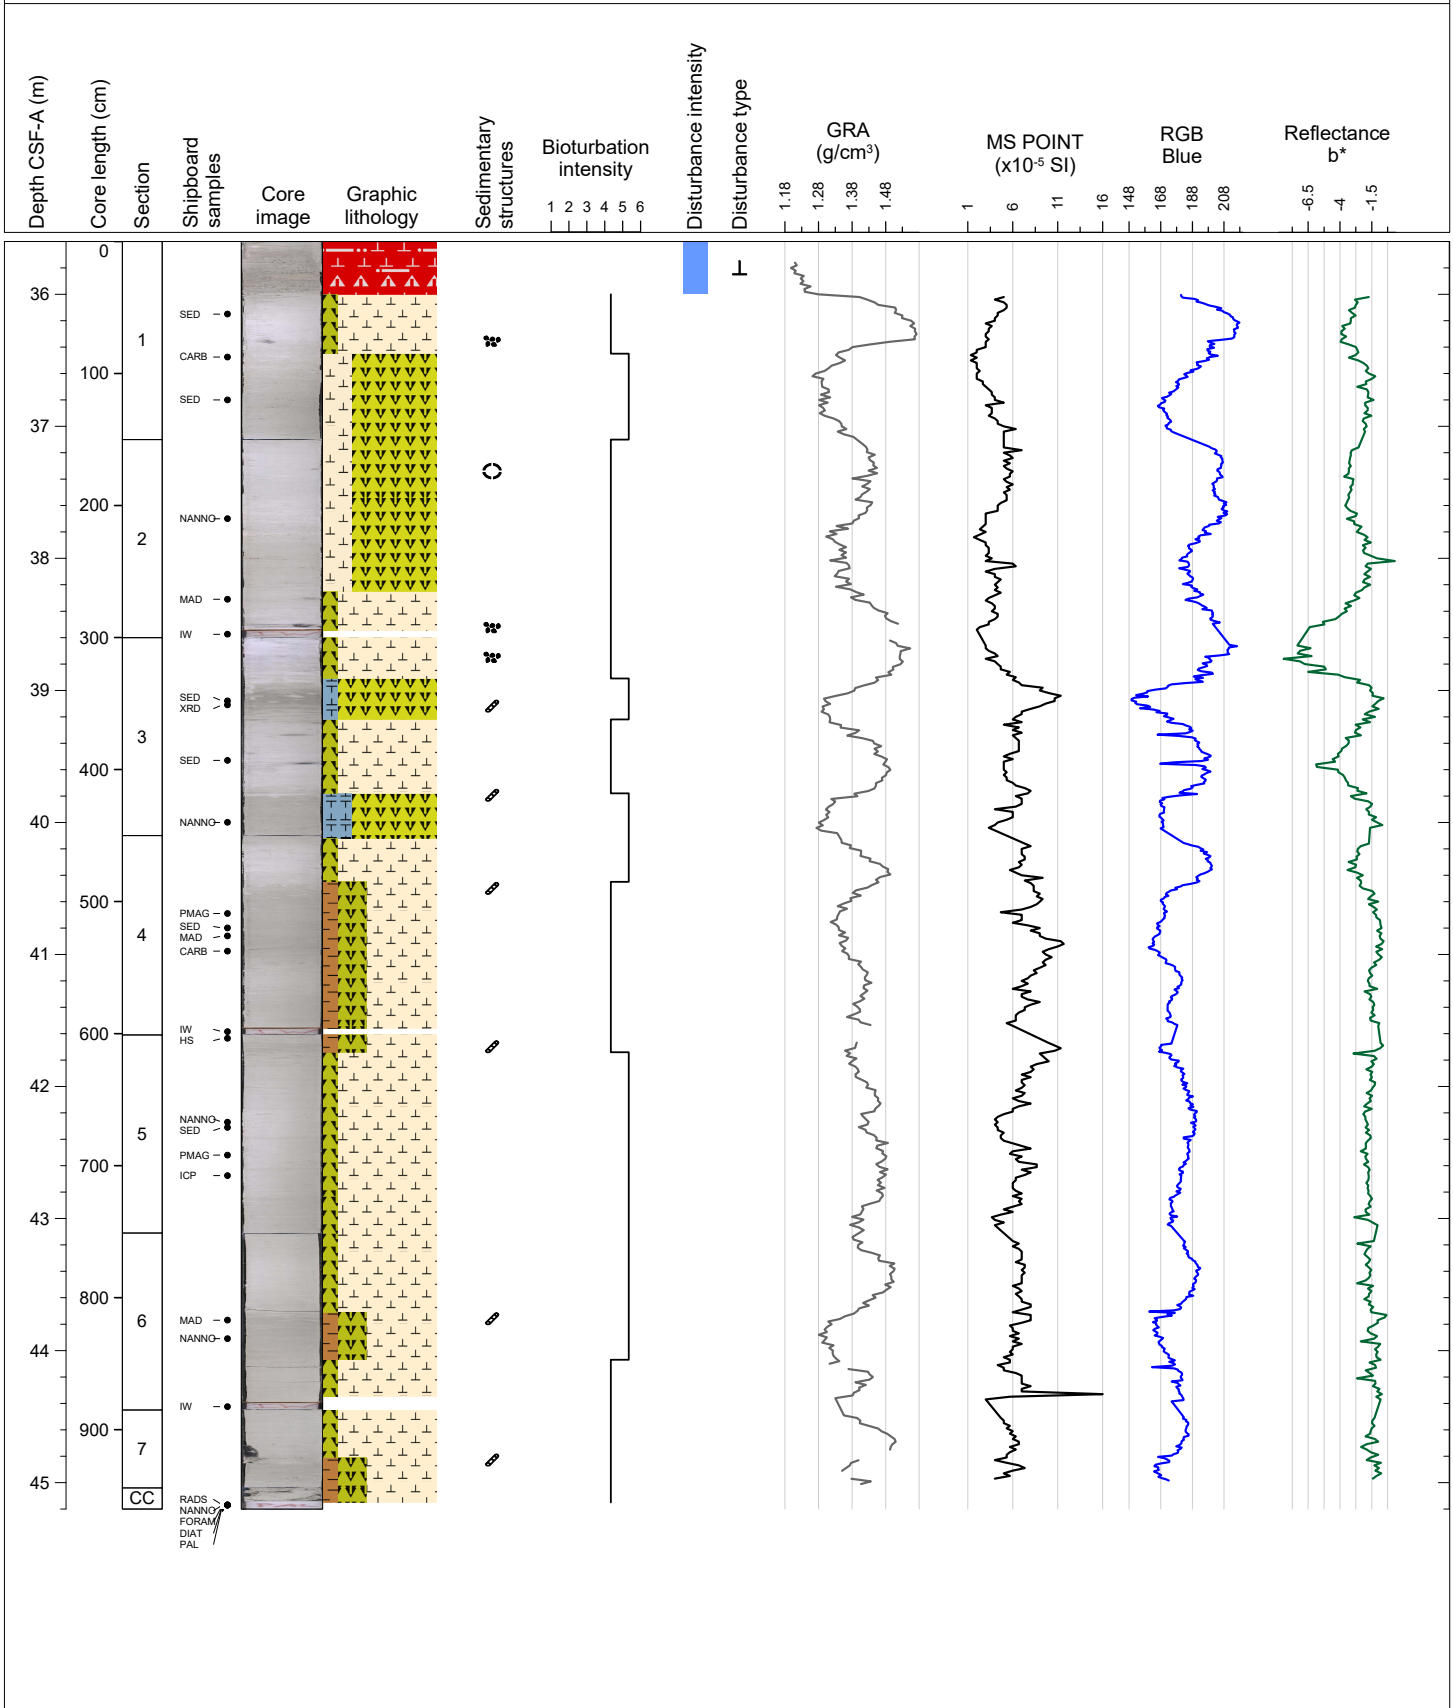 Depth CSF-A (m)
Core length (cm)
Section
Shipboard
samples
Core
image
Graphic
lithology
Sedimentary
structures
Bioturbation
intensity
1 2 3 4 5 6
Disturbance intensity
Disturbance type
GRA
(g/cm³)
1.18 1.28 1.38 1.48
MS POINT
(x10⁻⁵ SI)
1 6 11 16
RGB
Blue
148 168 188 208
Reflectance
b*
-6.5 -4 -1.5
0
36
SED
1
CARB
100
SED
37
200
NANNO
2
38
MAD
IW
300
39
SED
XRD
3
SED
400
40
NANNO
500
PMAG
SED
4
MAD
41
CARB
600
IW
HS
42
NANNO
5
SED
PMAG
700
ICP
43
800
MAD
6
NANNO
44
IW
900
7
45
CC
RADS
NANNO
FORAM
DIAT
PAL